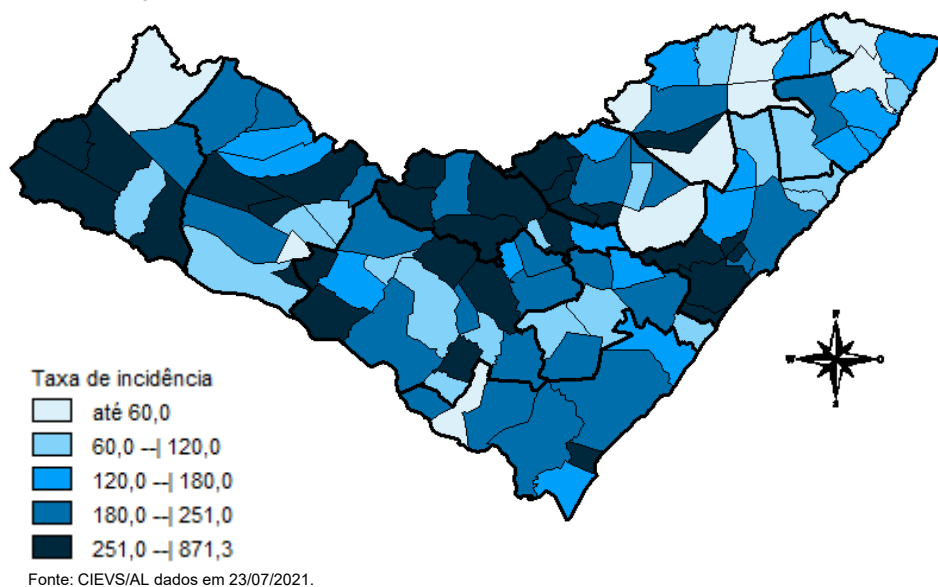 N
W
O
S
Taxa de incidência
até 60,0
60,0 --| 120,0
120,0 --| 180,0
180,0 --| 251,0
251,0 --| 871,3
Fonte: CIEVS/AL dados em 23/07/2021.